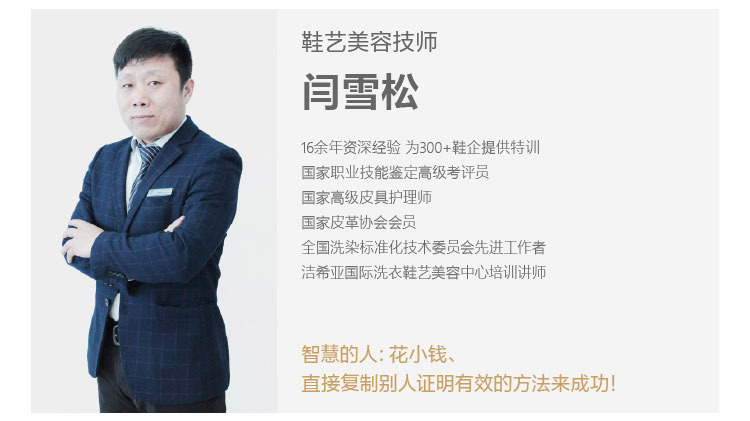 鞋艺美容技师
闫雪松
16余年资深经验 为300+鞋企提供特训
国家职业技能鉴定高级考评员
国家高级皮具护理师
国家皮革协会会员
全国洗染标准化技术委员会先进工作者
洁希亚国际洗衣鞋艺美容中心培训讲师
智慧的人：花小钱、
直接复制别人证明有效的方法来成功！